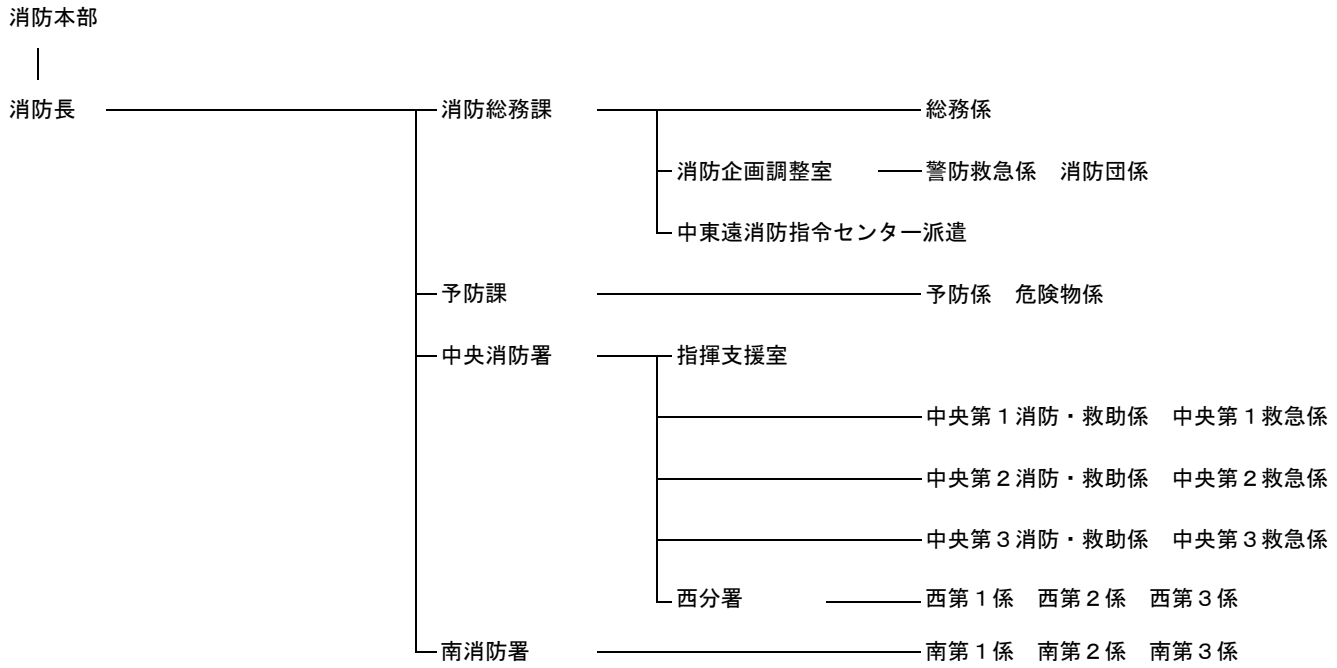 消防本部
消防長 消防総務課 総務係
消防企画調整室 警防救急係 消防団係
中東遠消防指令センター派遣
予防課 予防係 危険物係
中央消防署 指揮支援室
中央第1消防・救助係 中央第1救急係
中央第2消防・救助係 中央第2救急係
中央第3消防・救助係 中央第3救急係
西分署 西第1係 西第2係 西第3係
南消防署 南第1係 南第2係 南第3係